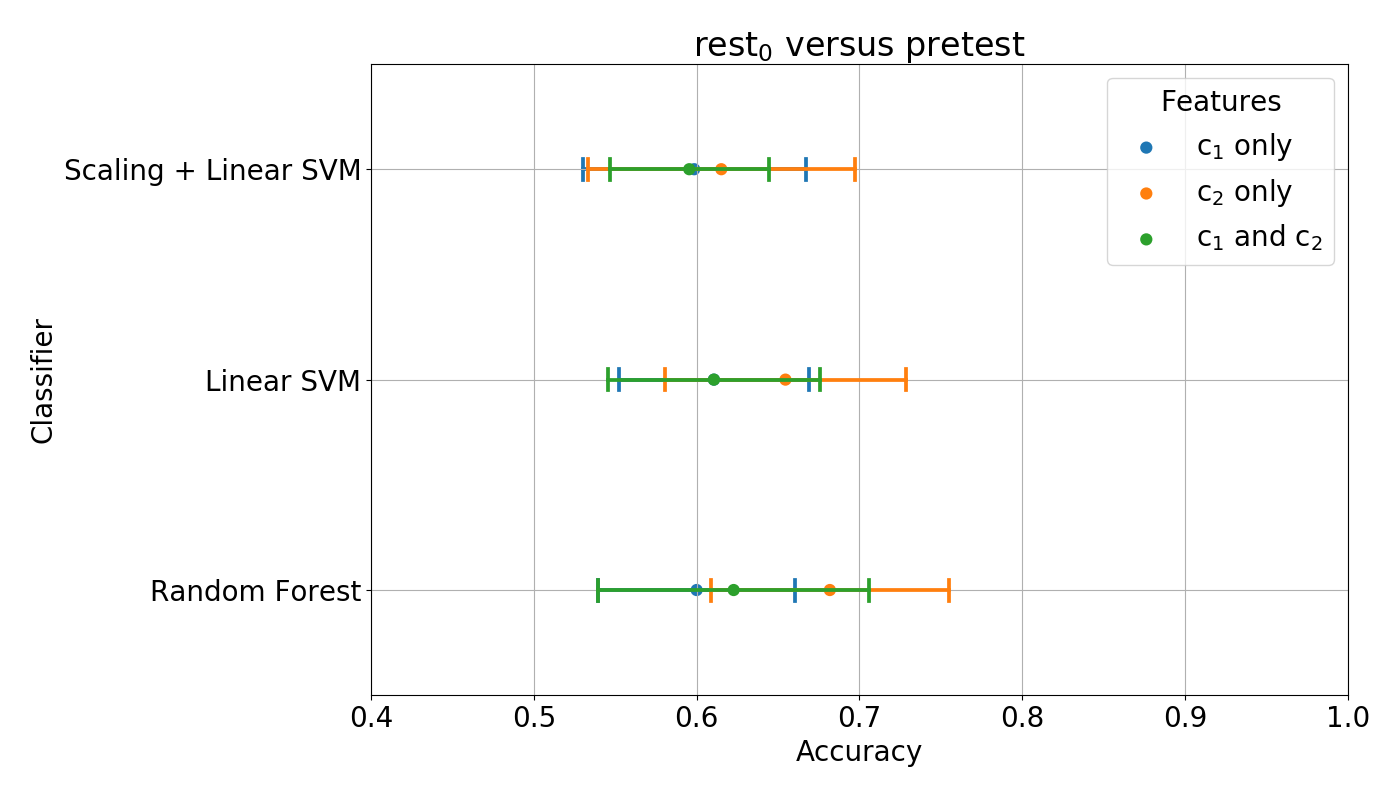 rest₀ versus pretest
Features
c₁ only
c₂ only
c₁ and c₂
Classifier
Scaling + Linear SVM
Linear SVM
Random Forest
0.4 0.5 0.6 0.7 0.8 0.9 1.0
Accuracy